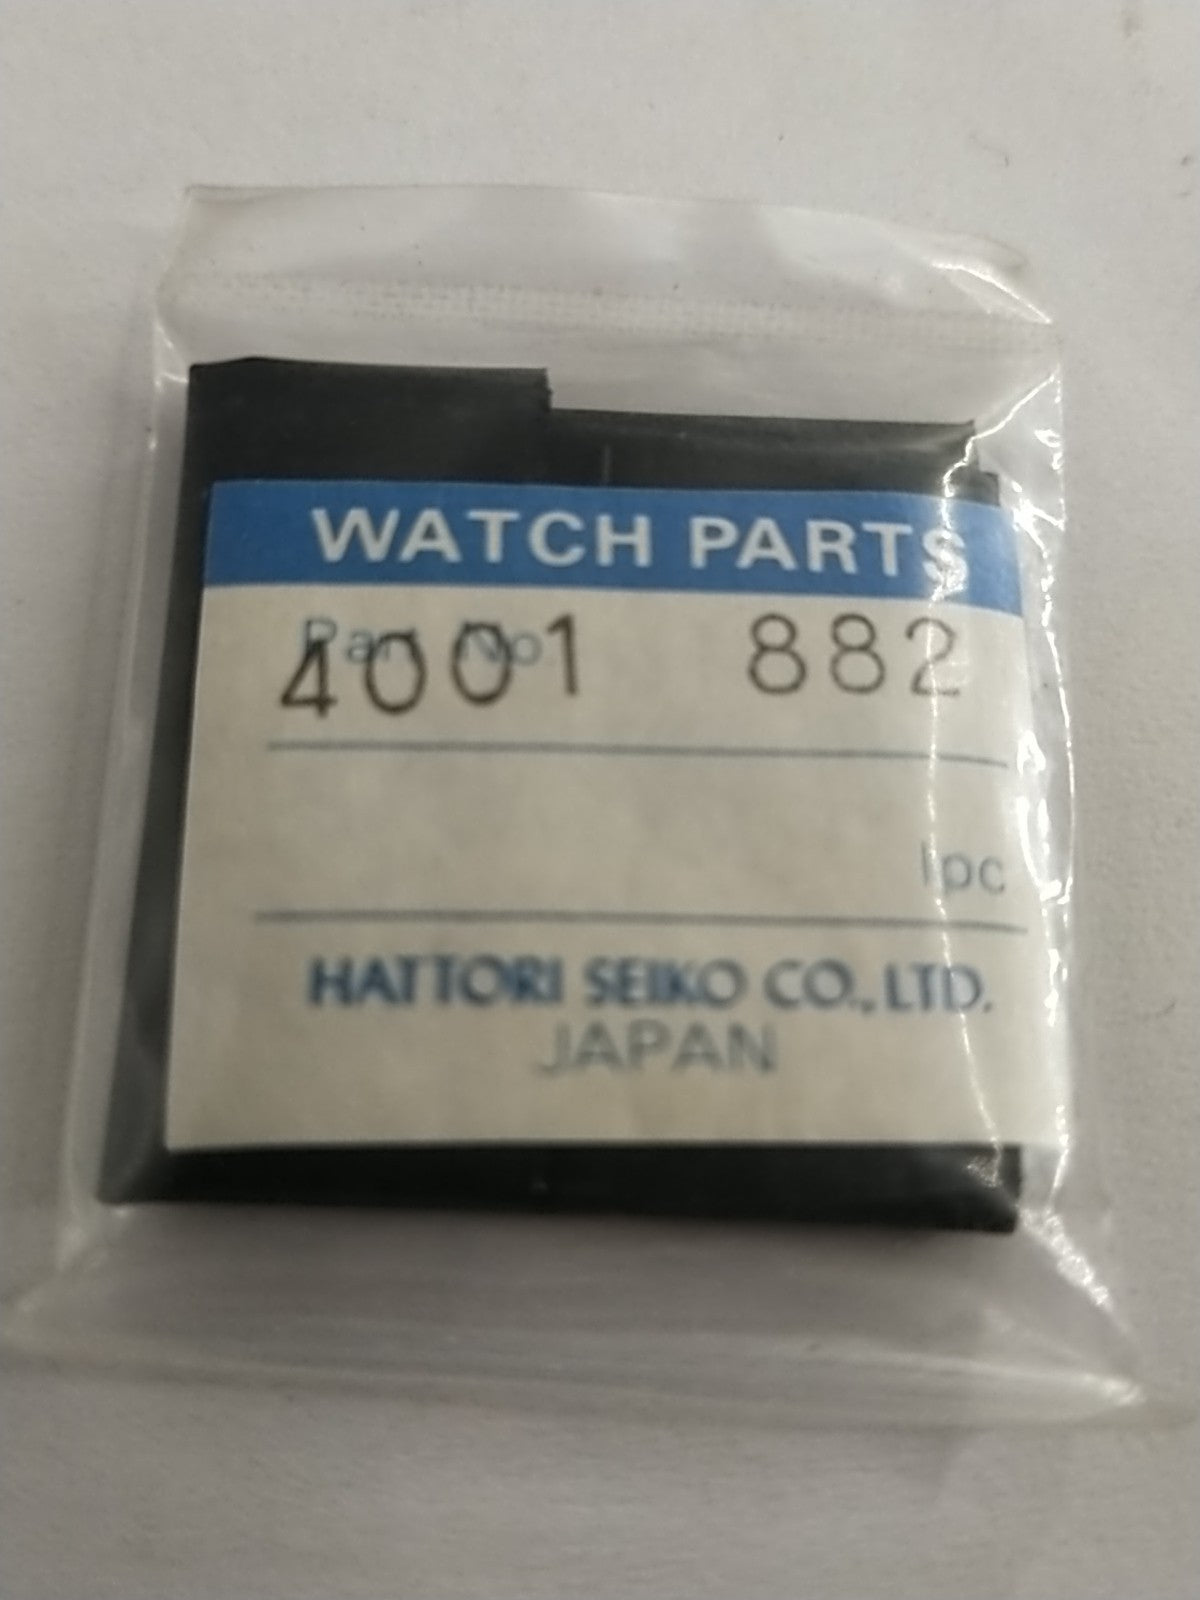 WATCH PARTS
Part No.
4001 882
1pc
HATTORI SEIKO CO., LTD.
JAPAN